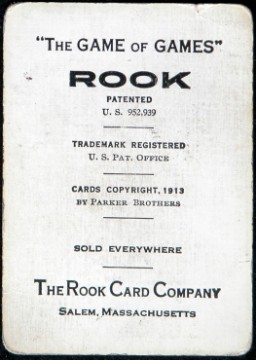 "THE GAME OF GAMES"
ROOK
PATENTED
U. S. 952,939
TRADEMARK REGISTERED
U. S. PAT. OFFICE
CARDS COPYRIGHT, 1913
BY PARKER BROTHERS
SOLD EVERYWHERE
THE ROOK CARD COMPANY
SALEM, MASSACHUSETTS